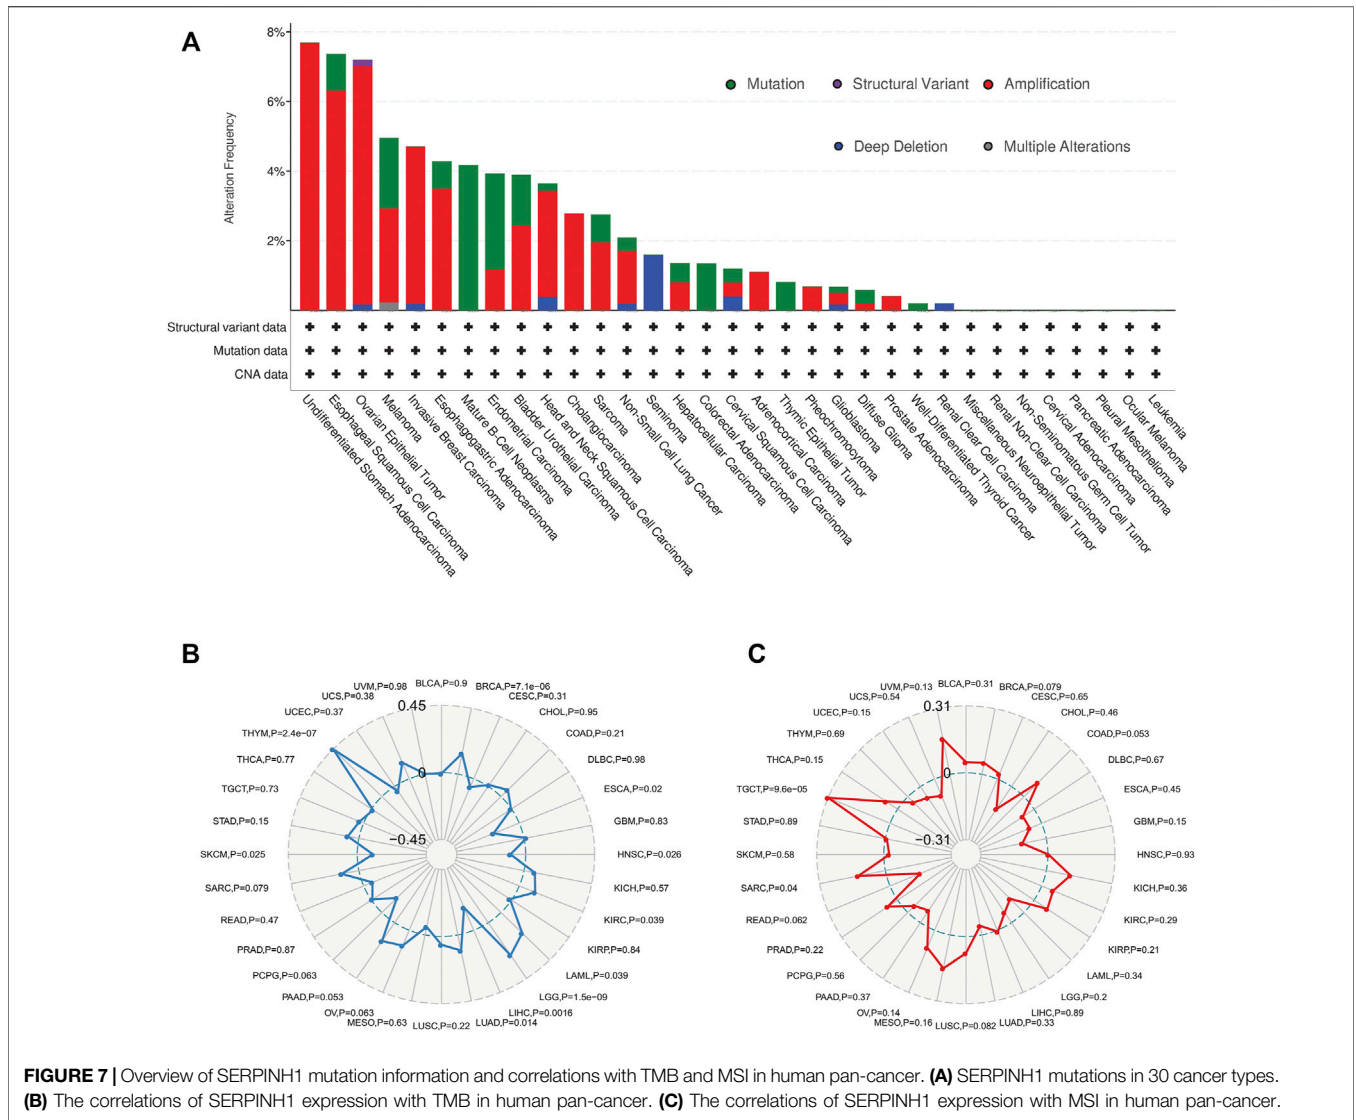 A
8%
6%
4%
2%
Alteration Frequency
Mutation
Structural Variant
Amplification
Deep Deletion
Multiple Alterations
Structural variant data
Mutation data
CNA data
Undifferentiated Stomach Adenocarcinoma
Esophageal Squamous Cell Carcinoma
Ovarian Epithelial Tumor
Melanoma
Invasive Breast Carcinoma
Esophagogastric Adenocarcinoma
Mature B-Cell Neoplasms
Endometrial Carcinoma
Bladder Urothelial Carcinoma
Head and Neck Squamous Cell Carcinoma
Cholangiocarcinoma
Sarcoma
Non-Small Cell Lung Cancer
Seminoma
Hepatocellular Carcinoma
Colorectal Adenocarcinoma
Cervical Squamous Cell Carcinoma
Adrenocortical Carcinoma
Thymic Epithelial Tumor
Pheochromocytoma
Glioblastoma
Diffuse Glioma
Prostate Adenocarcinoma
Well-Differentiated Thyroid Cancer
Renal Clear Cell Carcinoma
Miscellaneous Neuroepithelial Tumor
Renal Non-Clear Cell Carcinoma
Non-Seminomatous Germ Cell Tumor
Cervical Adenocarcinoma
Pancreatic Adenocarcinoma
Pleural Mesothelioma
Ocular Melanoma
Leukemia
B
0.45
0
−0.45
BLCA,P=0.9
BRCA,P=7.1e−06
CESC,P=0.31
CHOL,P=0.95
COAD,P=0.21
DLBC,P=0.98
ESCA,P=0.02
GBM,P=0.83
HNSC,P=0.026
KICH,P=0.57
KIRC,P=0.039
KIRP,P=0.84
LAML,P=0.039
LGG,P=1.5e−09
LIHC,P=0.0016
LUAD,P=0.014
LUSC,P=0.22
MESO,P=0.63
OV,P=0.063
PAAD,P=0.053
PCPG,P=0.063
PRAD,P=0.87
READ,P=0.47
SARC,P=0.079
SKCM,P=0.025
STAD,P=0.15
TGCT,P=0.73
THCA,P=0.77
THYM,P=2.4e−07
UCEC,P=0.37
UCS,P=0.38
UVM,P=0.98
C
0.31
0
−0.31
BLCA,P=0.31
BRCA,P=0.079
CESC,P=0.65
CHOL,P=0.46
COAD,P=0.053
DLBC,P=0.67
ESCA,P=0.45
GBM,P=0.15
HNSC,P=0.93
KICH,P=0.36
KIRC,P=0.29
KIRP,P=0.21
LAML,P=0.34
LGG,P=0.2
LIHC,P=0.89
LUAD,P=0.33
LUSC,P=0.082
MESO,P=0.16
OV,P=0.14
PAAD,P=0.37
PCPG,P=0.56
PRAD,P=0.22
READ,P=0.062
SARC,P=0.04
SKCM,P=0.58
STAD,P=0.89
TGCT,P=9.6e−05
THCA,P=0.15
THYM,P=0.69
UCEC,P=0.15
UCS,P=0.54
UVM,P=0.13
FIGURE 7 | Overview of SERPINH1 mutation information and correlations with TMB and MSI in human pan-cancer. (A) SERPINH1 mutations in 30 cancer types.
(B) The correlations of SERPINH1 expression with TMB in human pan-cancer. (C) The correlations of SERPINH1 expression with MSI in human pan-cancer.